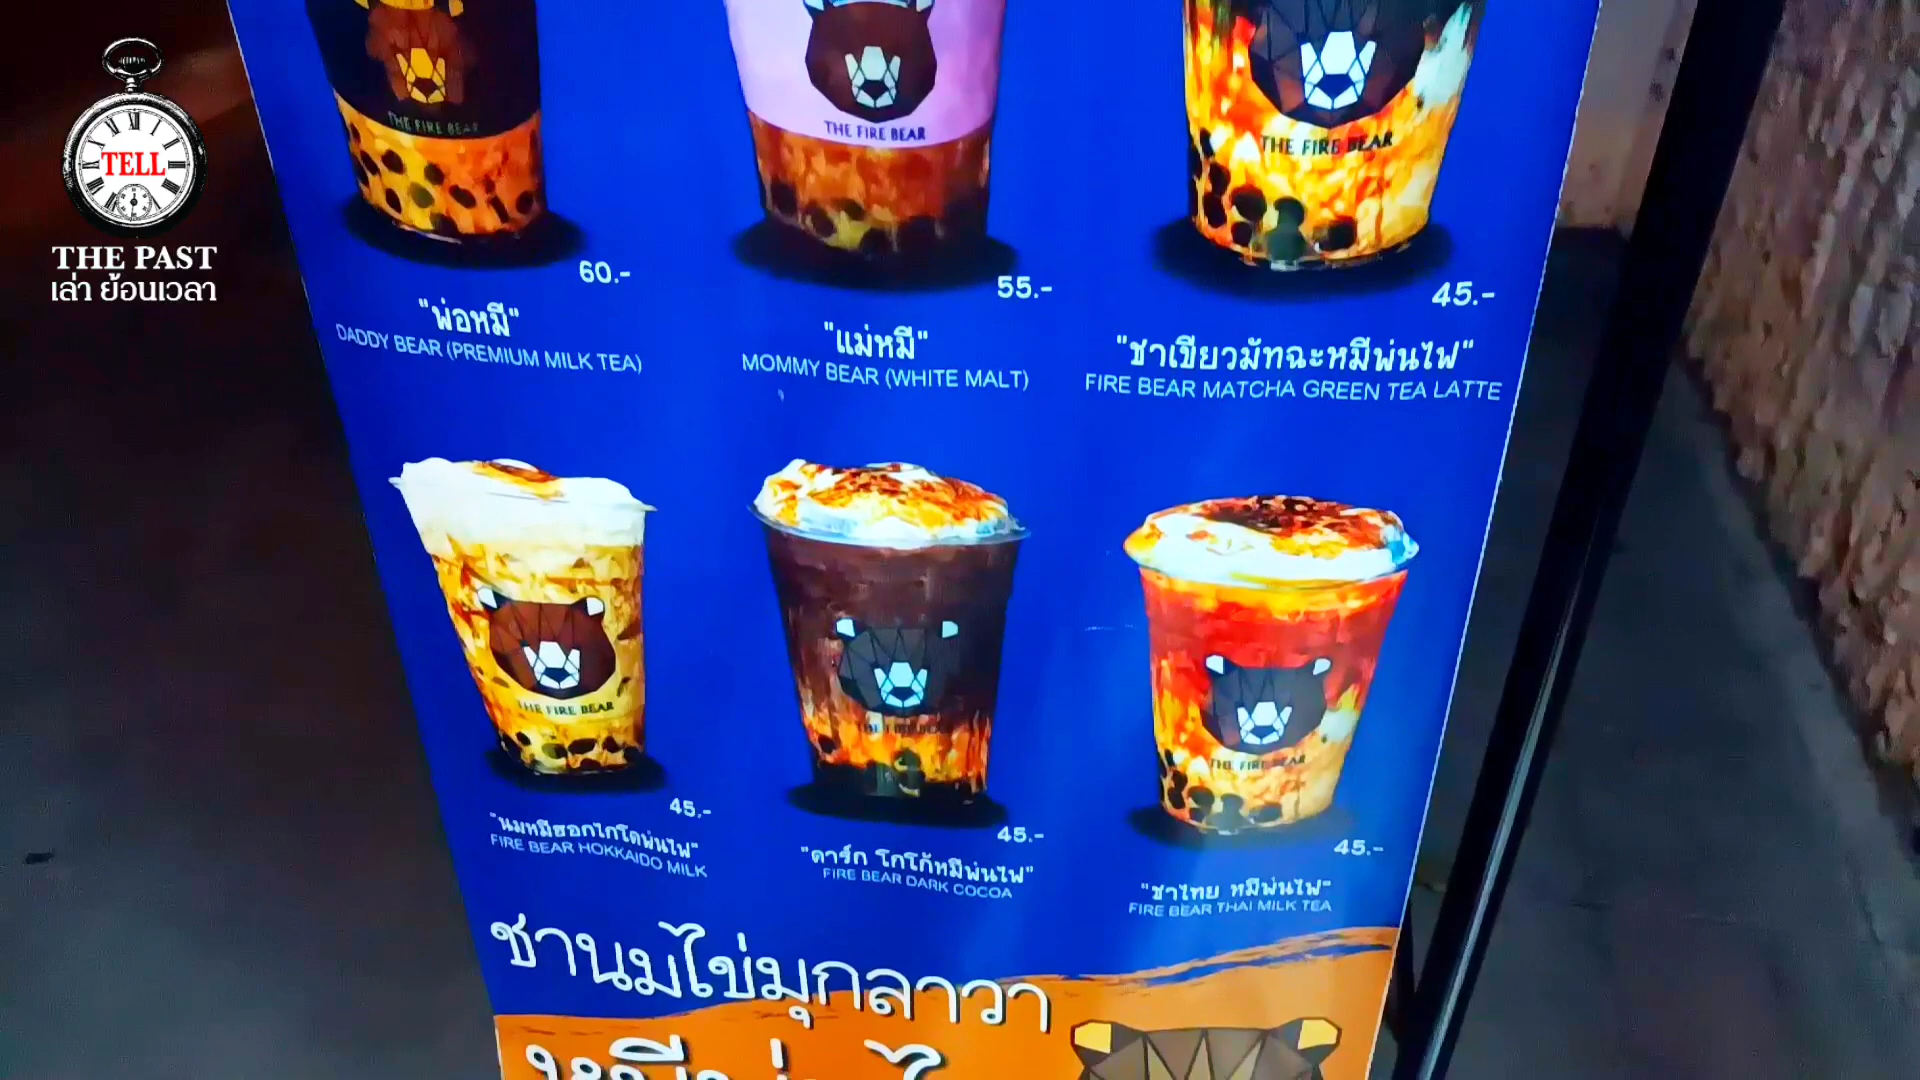 TELL
THE PAST
เล่า ย้อนเวลา
THE FIRE BEAR
THE FIRE BEAR
THE FIRE BEAR
60.-
55.-
45.-
"พ่อหมี"
DADDY BEAR (PREMIUM MILK TEA)
"แม่หมี"
MOMMY BEAR (WHITE MALT)
"ชาเขียวมัทฉะหมีพ่นไฟ"
FIRE BEAR MATCHA GREEN TEA LATTE
THE FIRE BEAR
THE FIRE BEAR
THE FIRE BEAR
45.-
45.-
45.-
"นมหมีฮอกไกโดพ่นไฟ"
FIRE BEAR HOKKAIDO MILK
"ดาร์ก โกโก้หมีพ่นไฟ"
FIRE BEAR DARK COCOA
"ชาไทย หมีพ่นไฟ"
FIRE BEAR THAI MILK TEA
ชานมไข่มุกลาวา